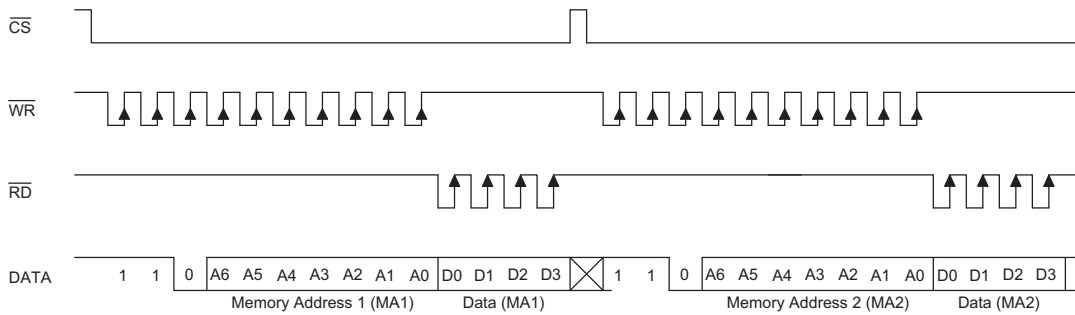 CS
WR
RD
DATA 1 1 0 A6 A5 A4 A3 A2 A1 A0 D0 D1 D2 D3 1 1 0 A6 A5 A4 A3 A2 A1 A0 D0 D1 D2 D3
Memory Address 1 (MA1) Data (MA1) Memory Address 2 (MA2) Data (MA2)